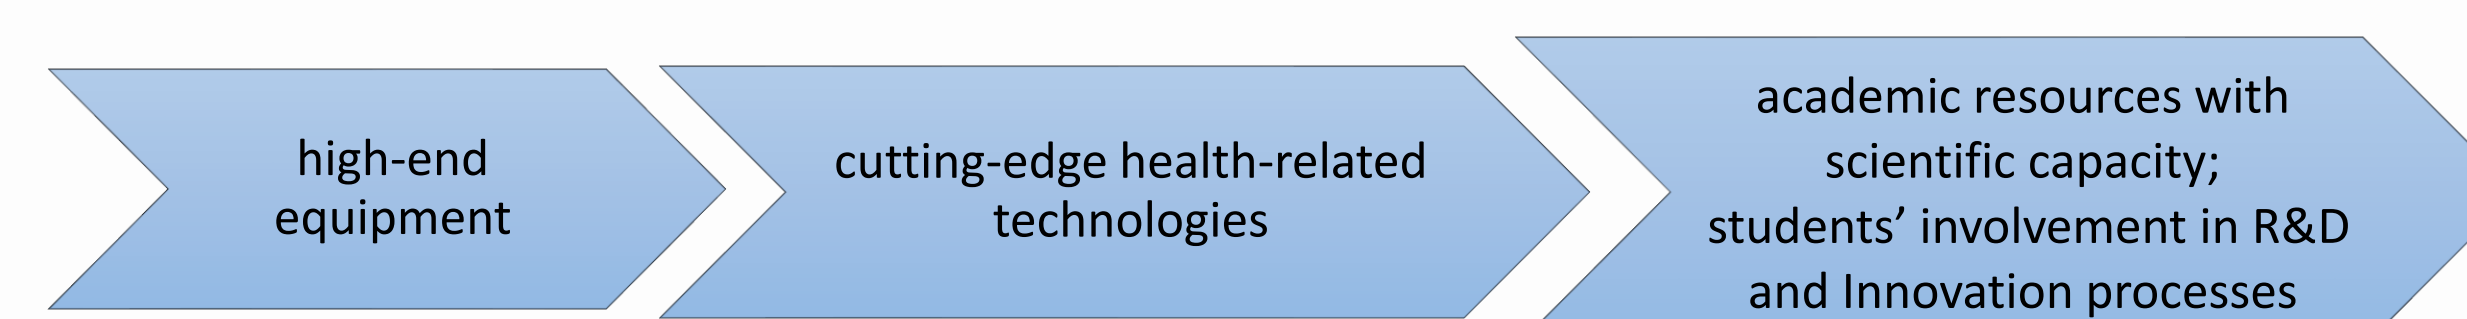 high-end
equipment
cutting-edge health-related
technologies
academic resources with
scientific capacity;
students’ involvement in R&D
and Innovation processes